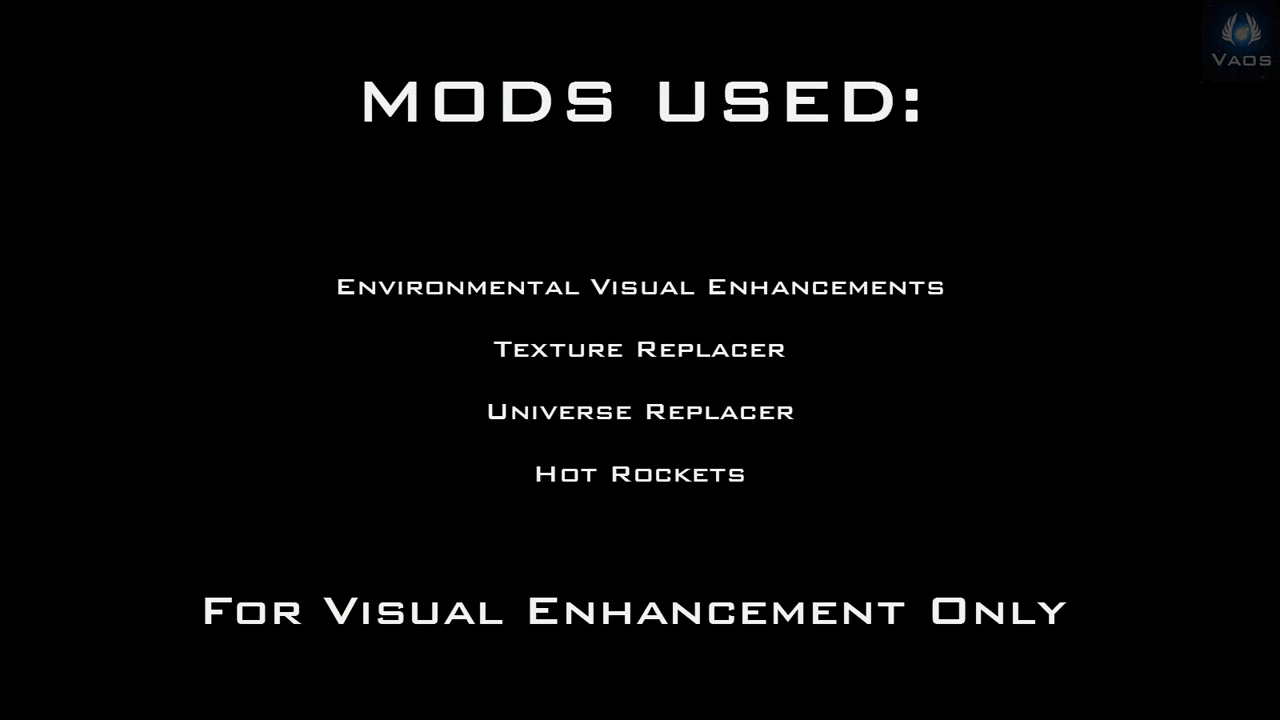 Vaos
MODS USED:
Environmental Visual Enhancements
Texture Replacer
Universe Replacer
Hot Rockets
For Visual Enhancement Only